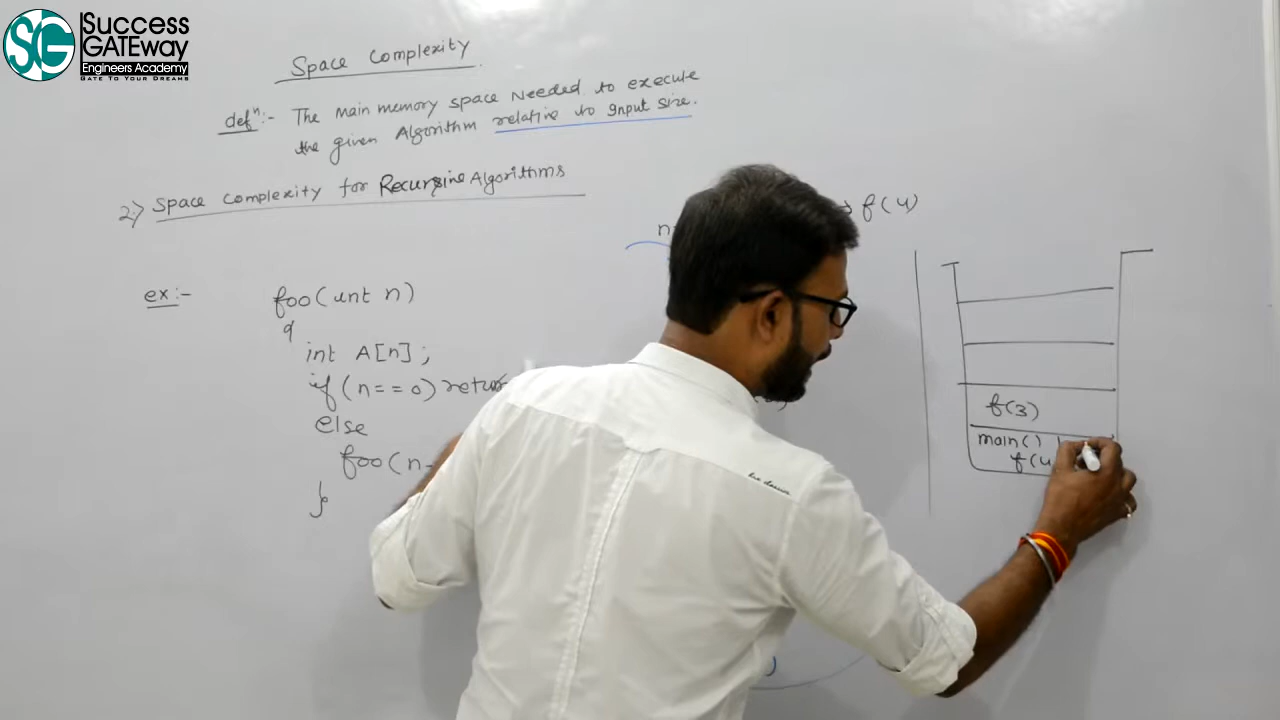 Success
GATEway
Engineers Academy
GATE TO YOUR DREAMS
SG
Space Complexity
defn:- The main memory space Needed to execute
the given Algorithm relative to Input size.
2.) Space Complexity for Recursive Algorithms
f(4)
ex:- foo(int n)
{
int A[n];
if(n==0) return
else
foo(n-
}
f(3)
main()
f(4